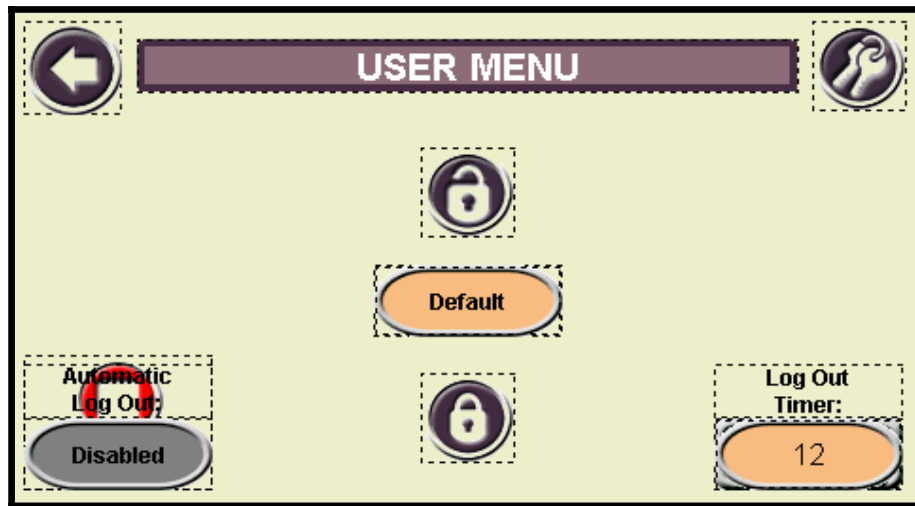 USER MENU
Default
Automatic
Log Out:
Disabled
Log Out
Timer:
12